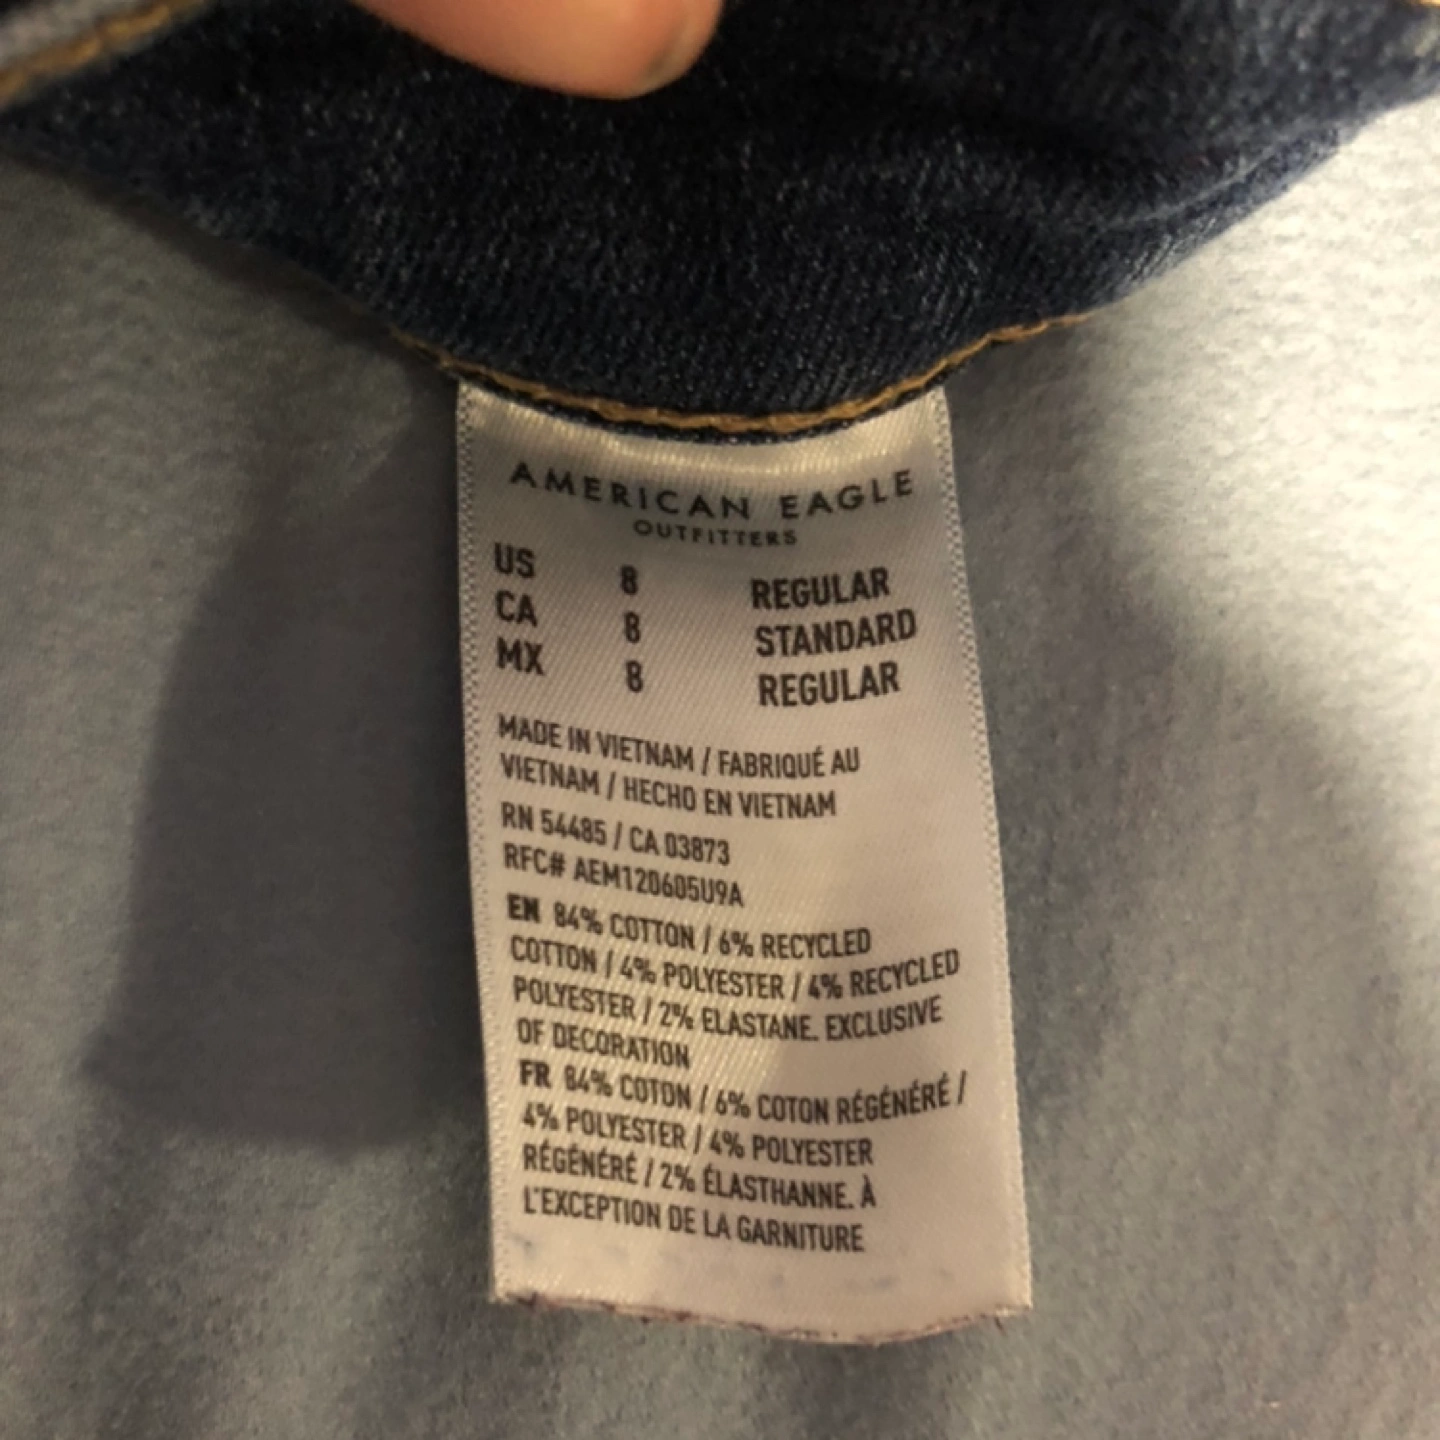 AMERICAN EAGLE
OUTFITTERS
US 8 REGULAR
CA 8 STANDARD
MX 8 REGULAR
MADE IN VIETNAM / FABRIQUÉ AU
VIETNAM / HECHO EN VIETNAM
RN 54485 / CA 03873
RFC# AEM120605U9A
EN 84% COTTON / 6% RECYCLED
COTTON / 4% POLYESTER / 4% RECYCLED
POLYESTER / 2% ELASTANE. EXCLUSIVE
OF DECORATION
FR 84% COTON / 6% COTON RÉGÉNÉRÉ /
4% POLYESTER / 4% POLYESTER
RÉGÉNÉRÉ / 2% ÉLASTHANNE. À
L'EXCEPTION DE LA GARNITURE